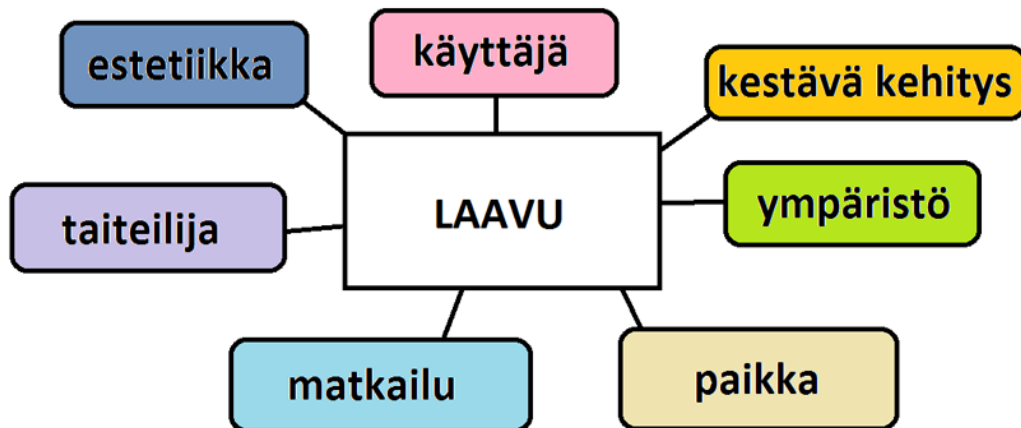 estetiikka
käyttäjä
kestävä kehitys
taiteilija
LAAVU
ympäristö
matkailu
paikka